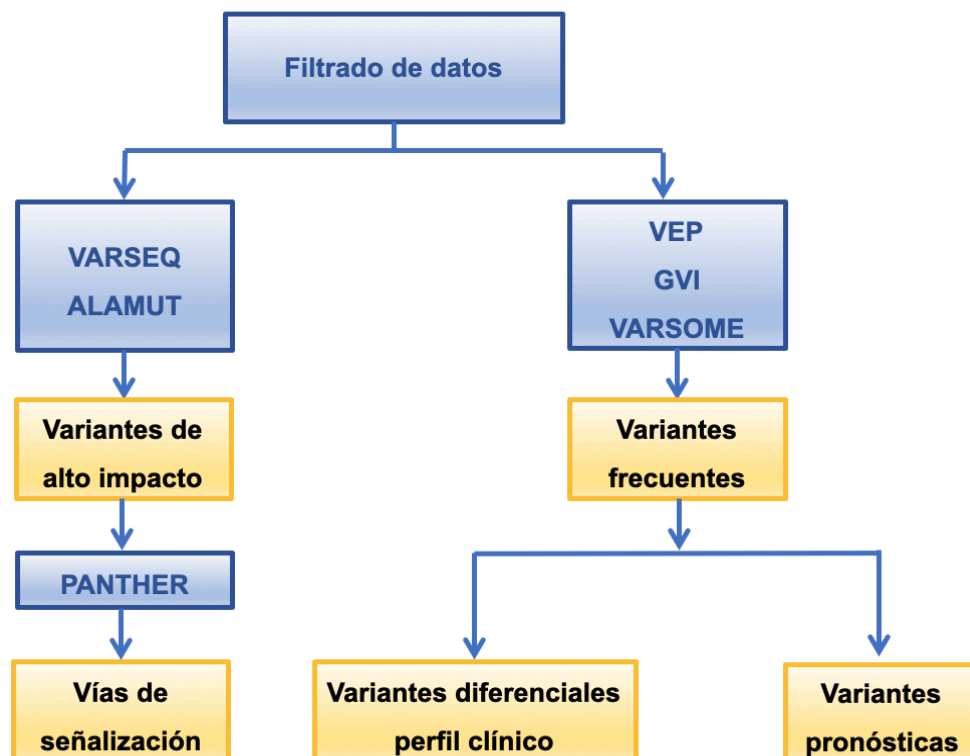 Filtrado de datos
VARSEQ
ALAMUT
VEP
GVI
VARSOME
Variantes de
alto impacto
Variantes
frecuentes
PANTHER
Vías de
señalización
Variantes diferenciales
perfil clínico
Variantes
pronósticas